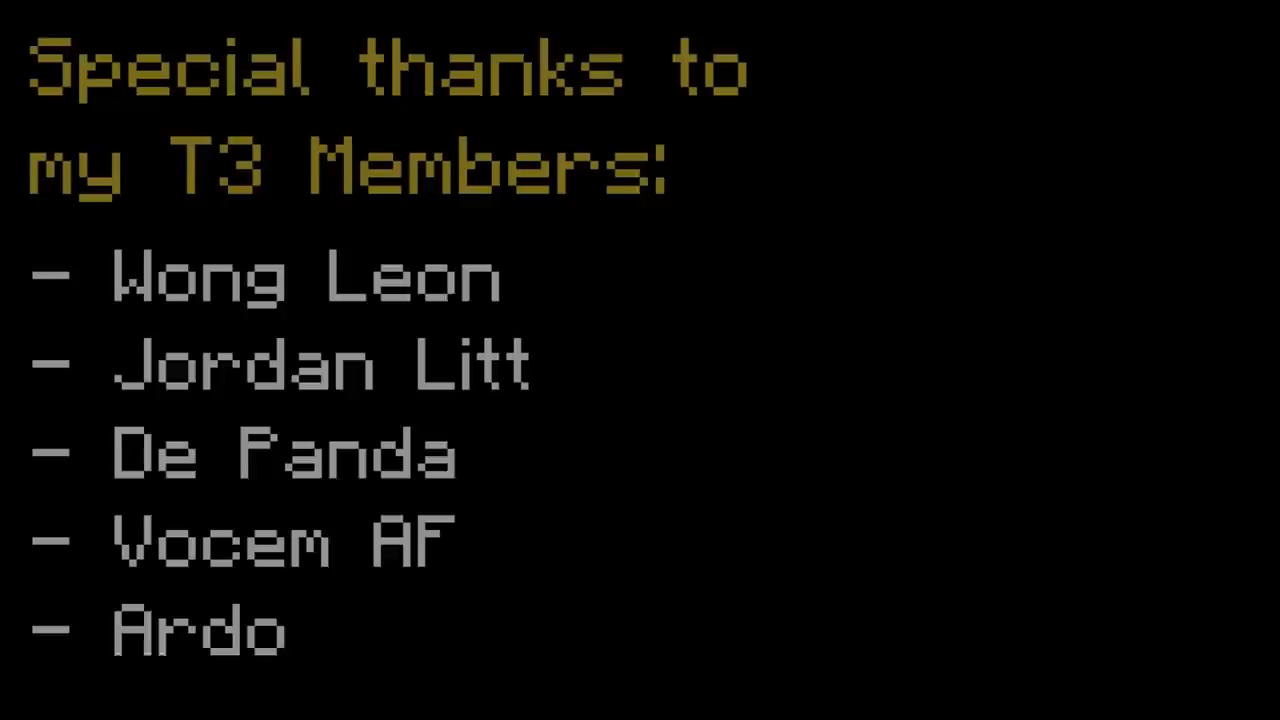 Special thanks to
my T3 Members:
- Wong Leon
- Jordan Litt
- De Panda
- Vocem AF
- Ardo